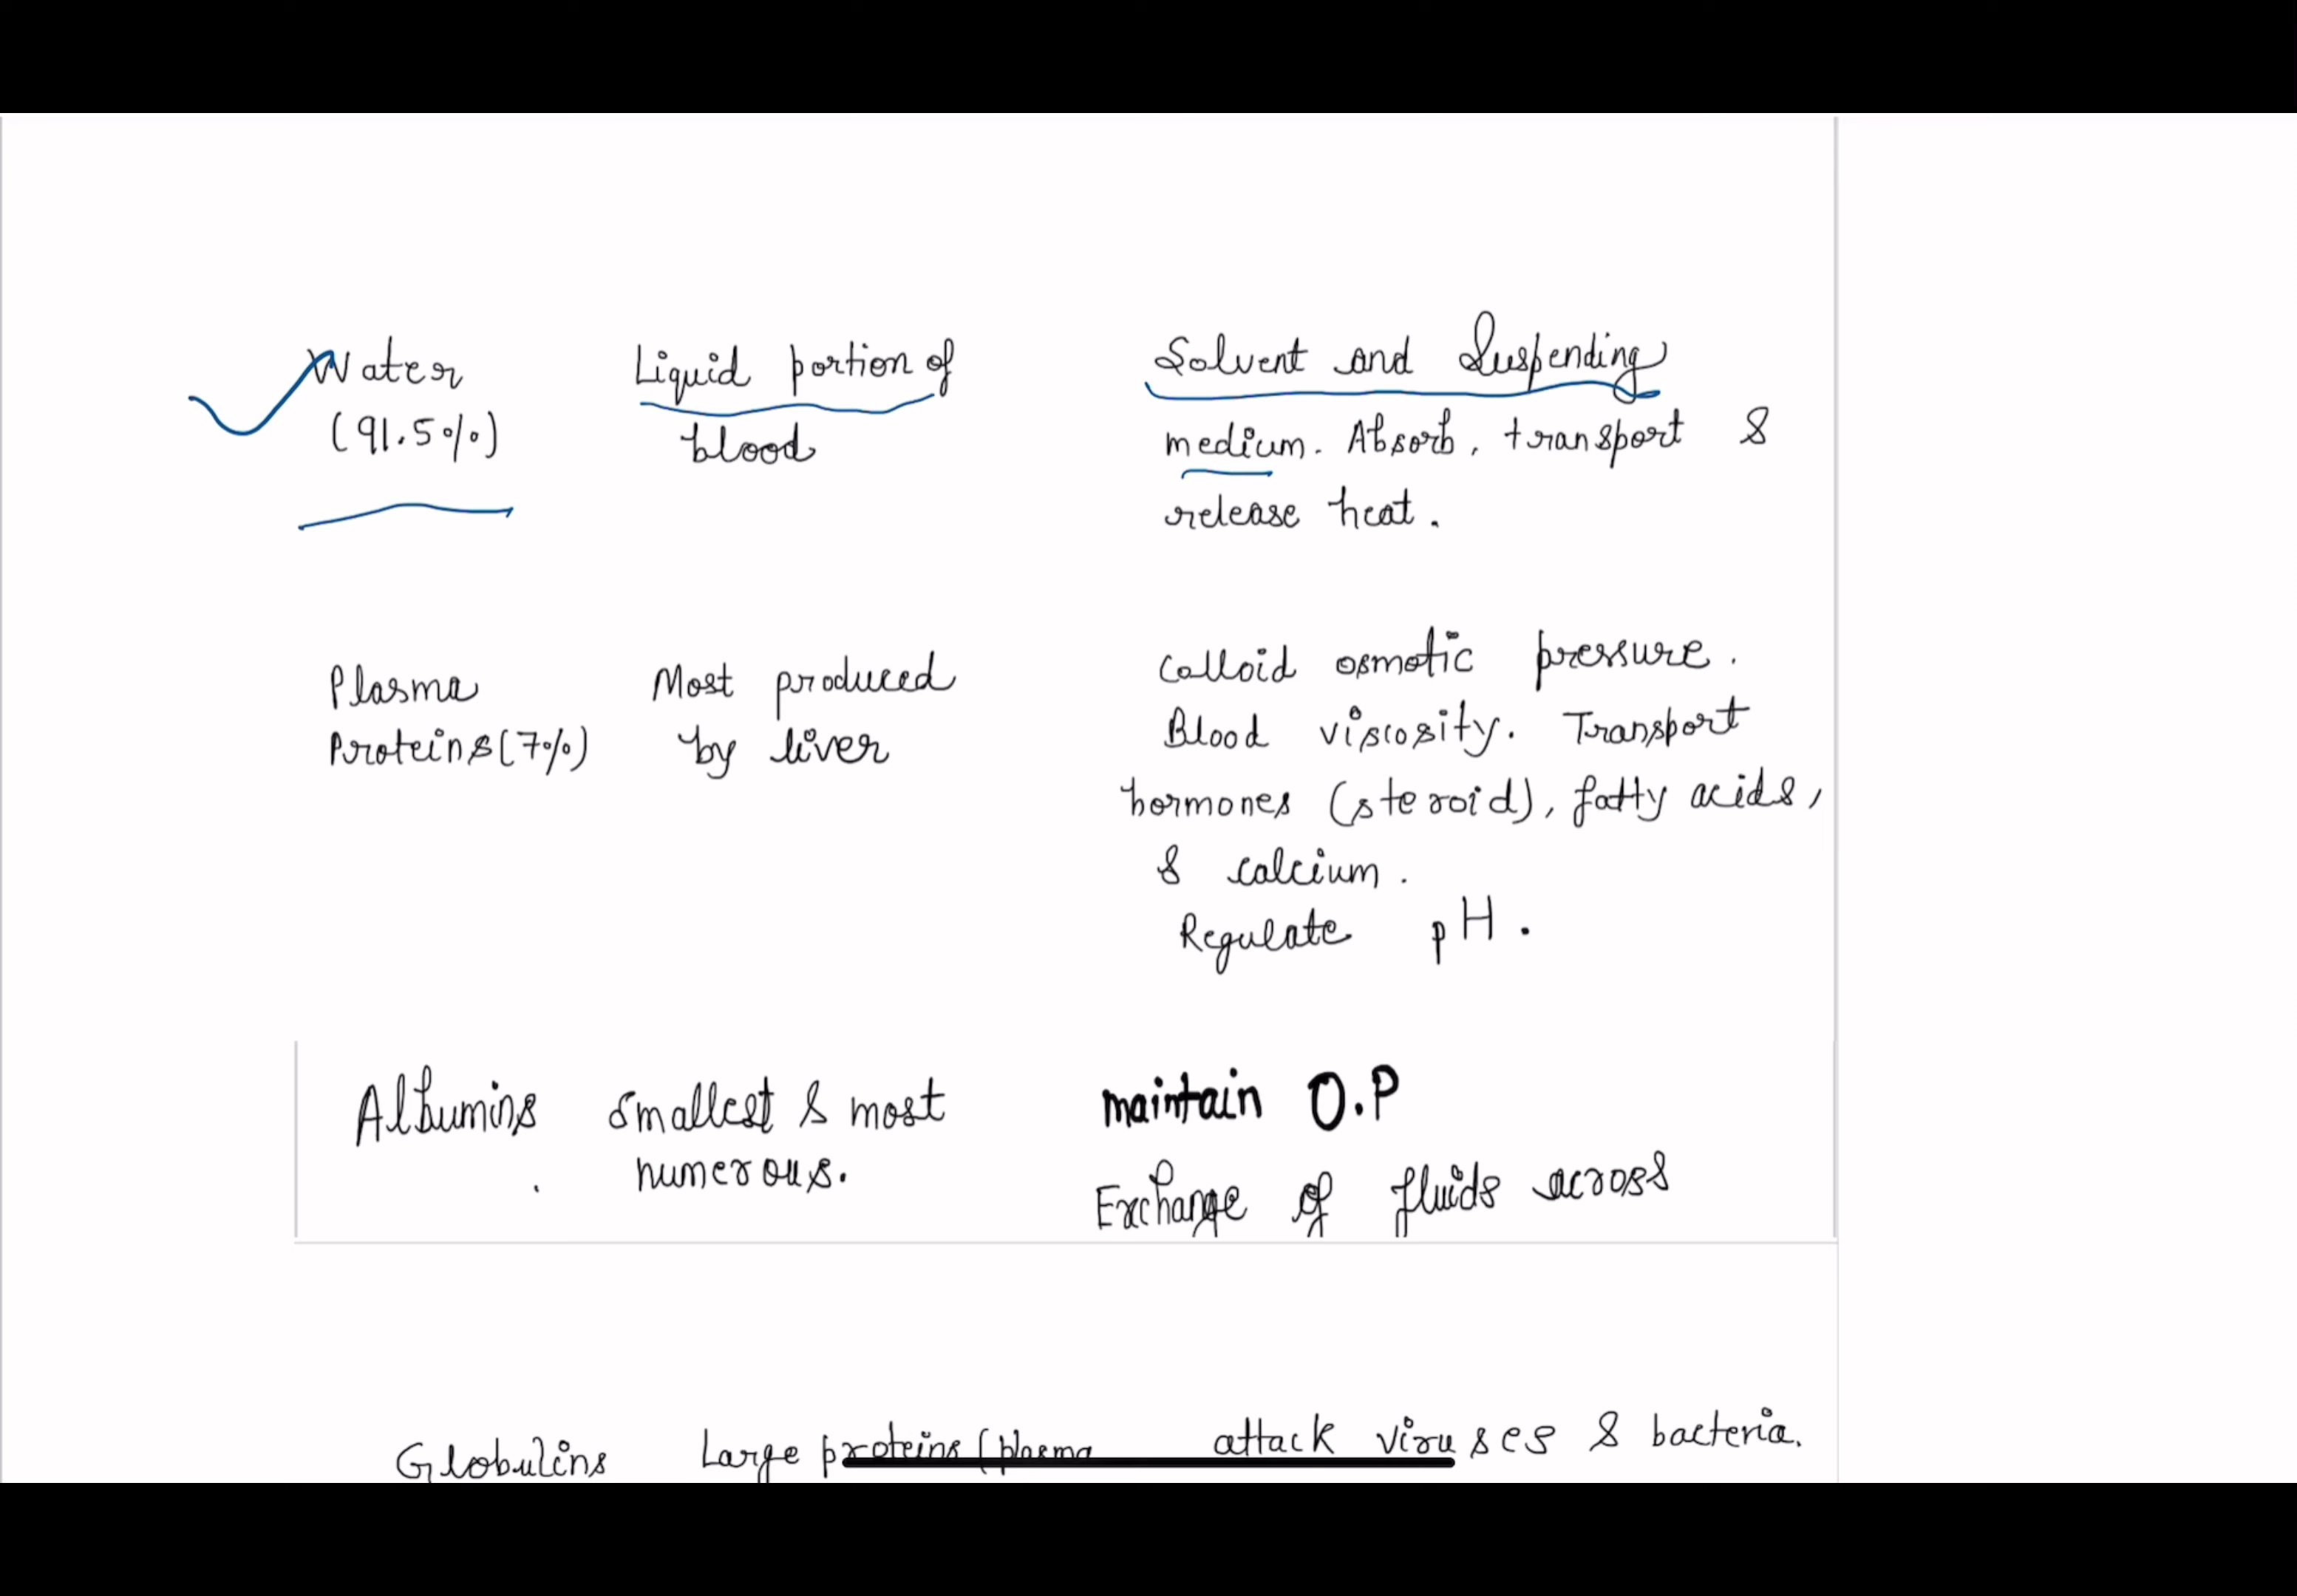 Water Liquid portion of Solvent and Suspending
(91.5%) blood medium. Absorb, transport &
release heat.
Plasma Most produced Colloid osmotic pressure.
Proteins (7%) by liver Blood viscosity. Transport
hormones (steroid), fatty acids,
& calcium.
Regulate pH.
Albumins smallest & most maintain O.P
numerous. Exchange of fluids across
Globulins Large proteins (plasma attack viruses & bacteria.